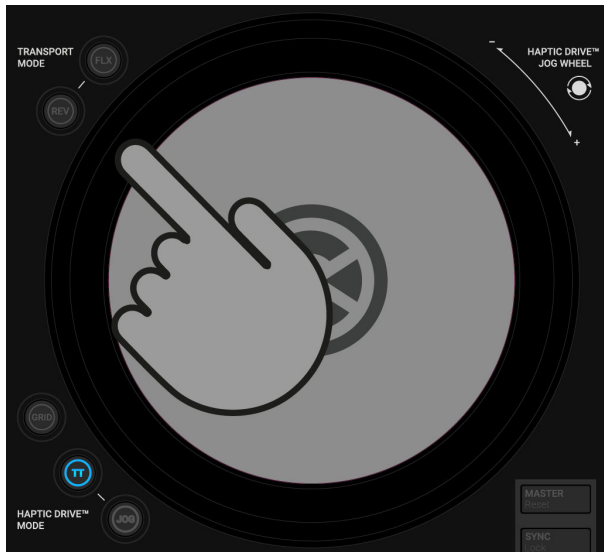 TRANSPORT
MODE
FLX
REV
HAPTIC DRIVE™
JOG WHEEL
-
+
GRID
TT
JOG
HAPTIC DRIVE™
MODE
MASTER
Reset
SYNC
Lock